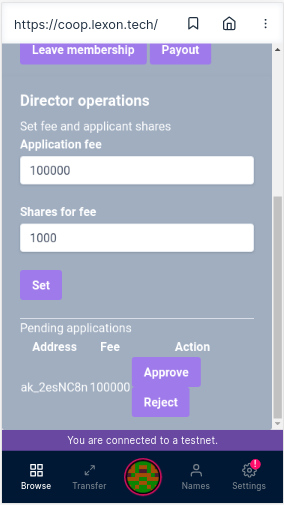 https://coop.lexon.tech/
Leave membership Payout
Director operations
Set fee and applicant shares
Application fee
100000
Shares for fee
1000
Set
Pending applications
Address Fee Action
ak_2esNC8n 100000 Approve
Reject
You are connected to a testnet.
Browse Transfer Names Settings